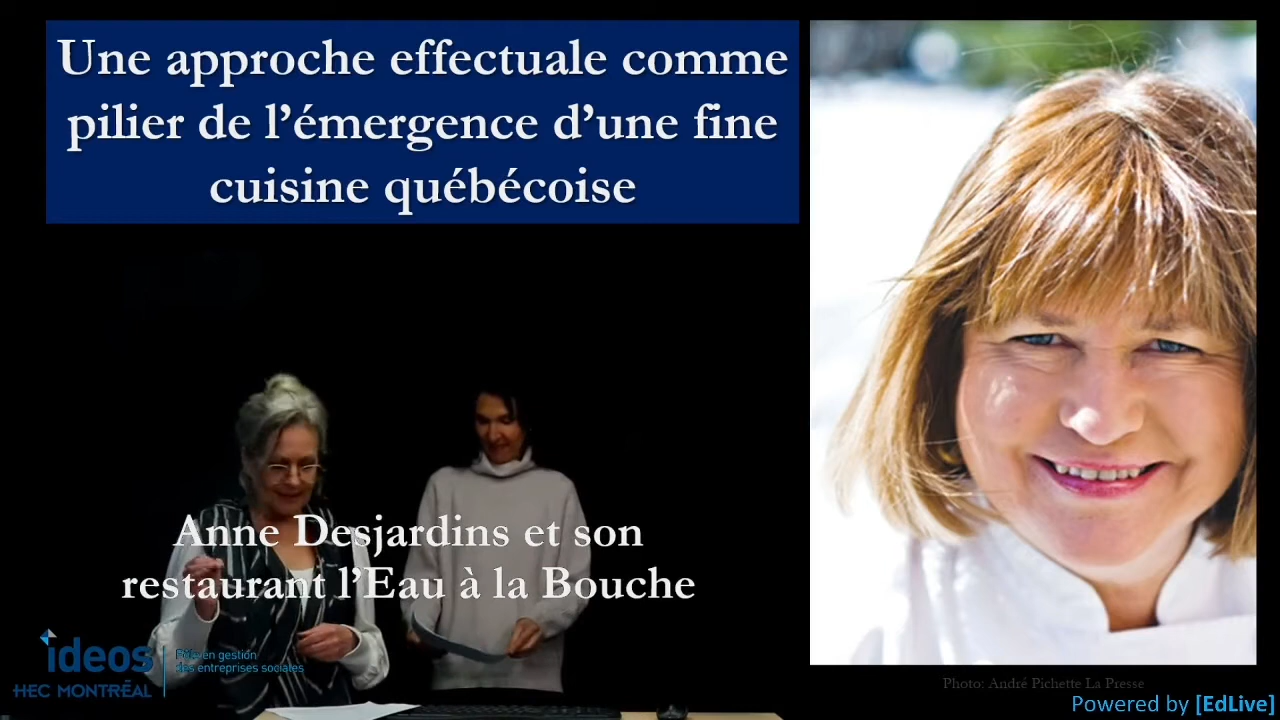 Une approche effectuale comme
pilier de l’émergence d’une fine
cuisine québécoise
Anne Desjardins et son
restaurant l’Eau à la Bouche
ideos
HEC MONTRÉAL
Pôle en gestion
des entreprises sociales
Photo: André Pichette La Presse
Powered by [EdLive]